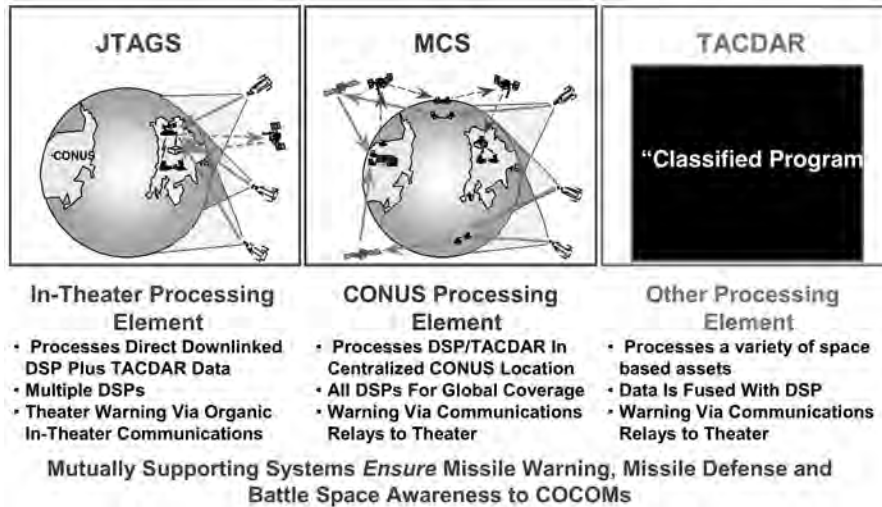 JTAGS
CONUS
In-Theater Processing
Element
• Processes Direct Downlinked
DSP Plus TACDAR Data
• Multiple DSPs
• Theater Warning Via Organic
In-Theater Communications
MCS
CONUS Processing
Element
• Processes DSP/TACDAR In
Centralized CONUS Location
• All DSPs For Global Coverage
• Warning Via Communications
Relays to Theater
TACDAR
“Classified Program
Other Processing
Element
• Processes a variety of space
based assets
• Data Is Fused With DSP
• Warning Via Communications
Relays to Theater
Mutually Supporting Systems Ensure Missile Warning, Missile Defense and
Battle Space Awareness to COCOMs